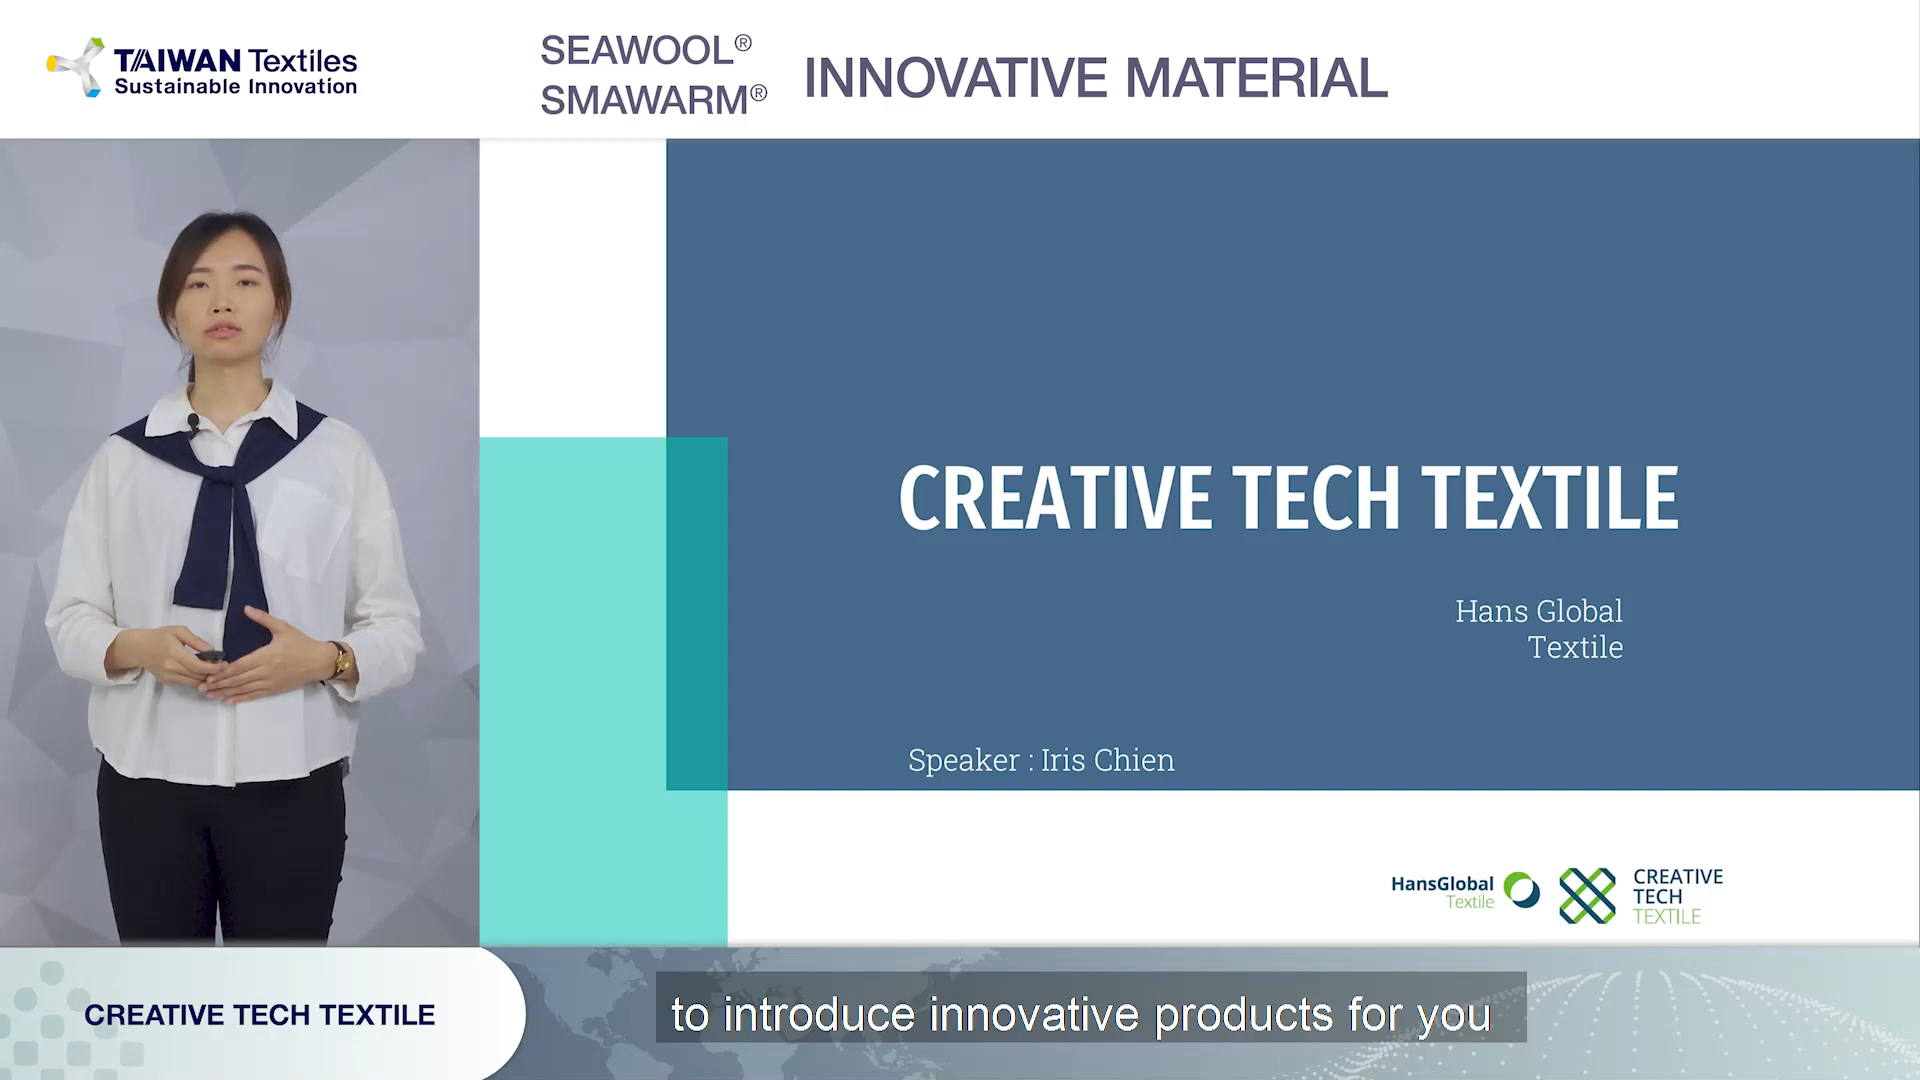 TAIWAN Textiles
Sustainable Innovation
SEAWOOL®
SMAWARM®
INNOVATIVE MATERIAL
CREATIVE TECH TEXTILE
Hans Global
Textile
Speaker : Iris Chien
HansGlobal
Textile
CREATIVE
TECH
TEXTILE
CREATIVE TECH TEXTILE
to introduce innovative products for you